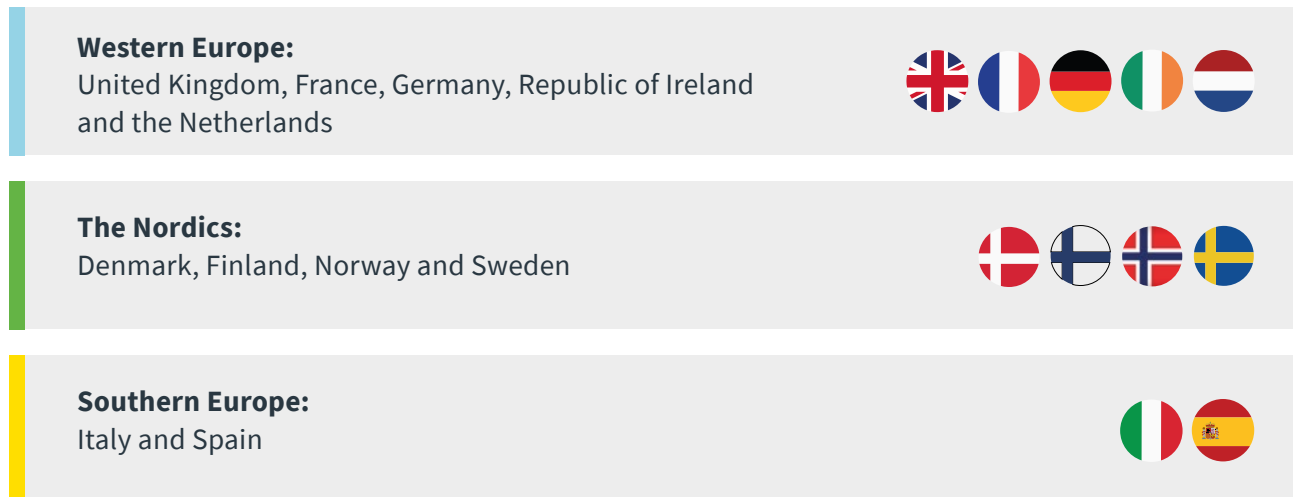 Western Europe:
United Kingdom, France, Germany, Republic of Ireland
and the Netherlands
The Nordics:
Denmark, Finland, Norway and Sweden
Southern Europe:
Italy and Spain